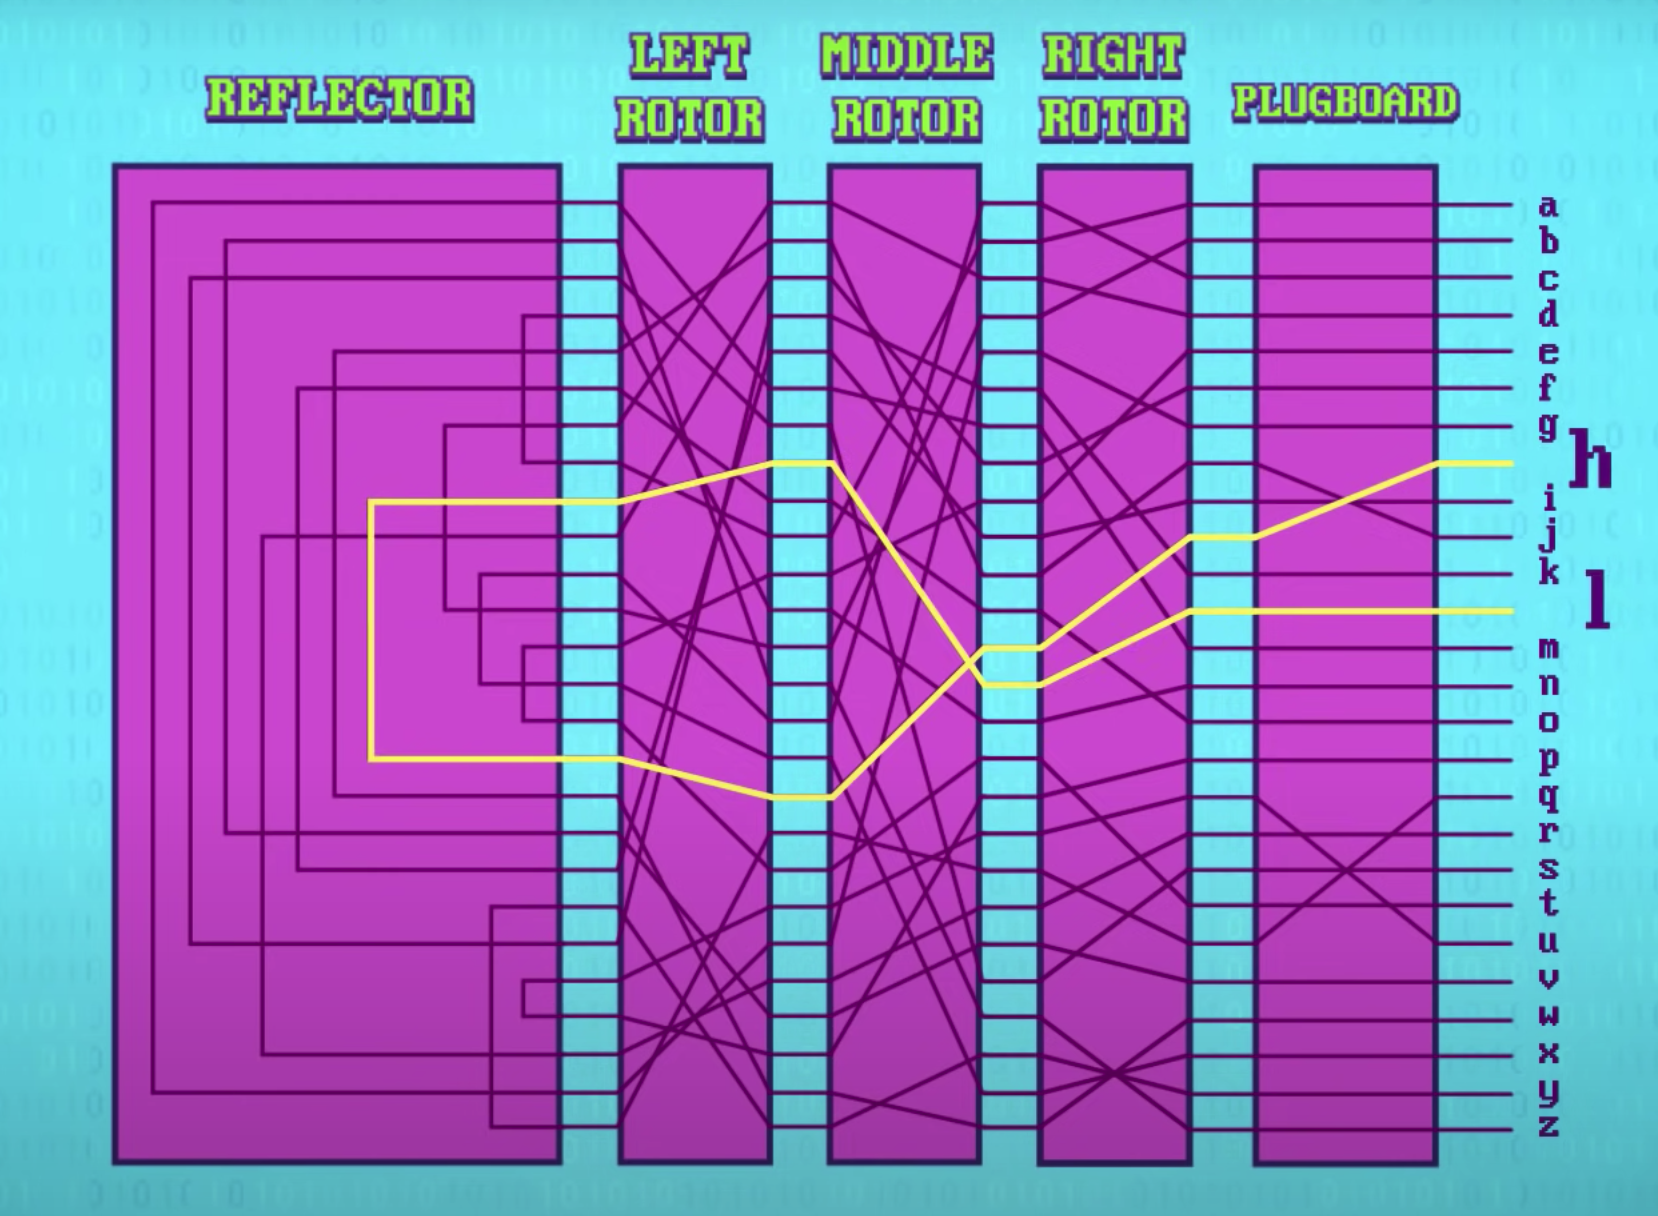 LEFT MIDDLE RIGHT
REFLECTOR ROTOR ROTOR ROTOR PLUGBOARD
a
b
c
d
e
f
g
h
i
j
k
l
m
n
o
p
q
r
s
t
u
v
w
x
y
z